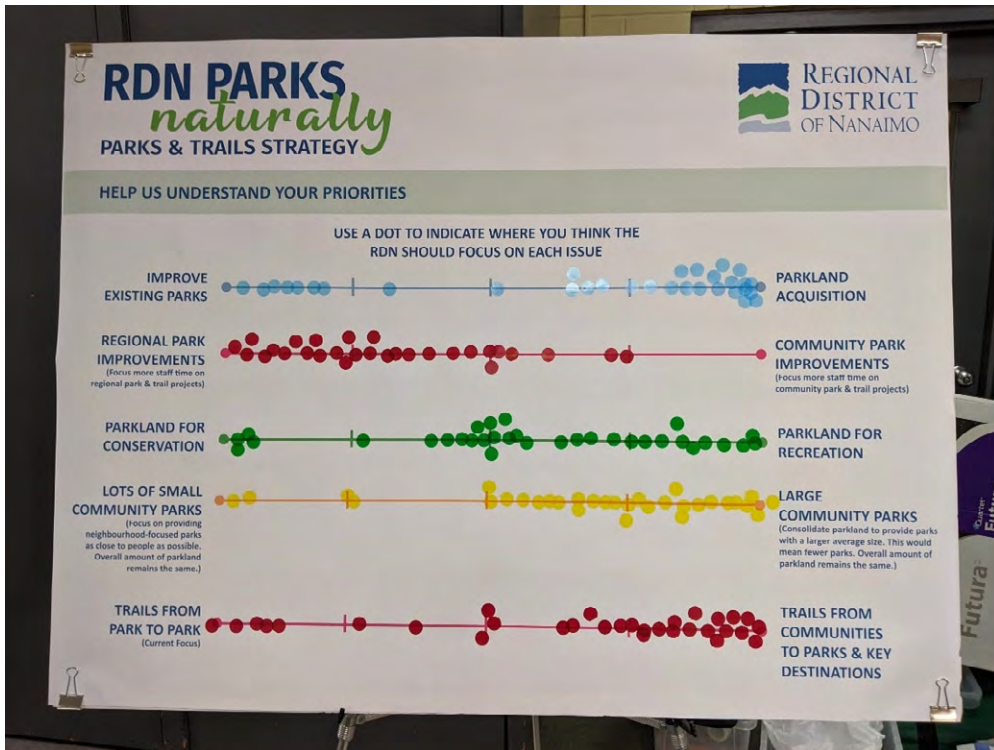 RDN PARKS
naturally
PARKS & TRAILS STRATEGY
REGIONAL
DISTRICT
OF NANAIMO
HELP US UNDERSTAND YOUR PRIORITIES
USE A DOT TO INDICATE WHERE YOU THINK THE
RDN SHOULD FOCUS ON EACH ISSUE
IMPROVE
EXISTING PARKS
PARKLAND
ACQUISITION
REGIONAL PARK
IMPROVEMENTS
(Focus more staff time on
regional park & trail projects)
COMMUNITY PARK
IMPROVEMENTS
(Focus more staff time on
community park & trail projects)
PARKLAND FOR
CONSERVATION
PARKLAND FOR
RECREATION
LOTS OF SMALL
COMMUNITY PARKS
(Focus on providing
neighbourhood-focused parks
as close to people as possible.
Overall amount of parkland
remains the same.)
LARGE
COMMUNITY PARKS
(Consolidate parkland to provide parks
with a larger average size. This would
mean fewer parks. Overall amount of
parkland remains the same.)
TRAILS FROM
PARK TO PARK
(Current Focus)
TRAILS FROM
COMMUNITIES
TO PARKS & KEY
DESTINATIONS
Futura